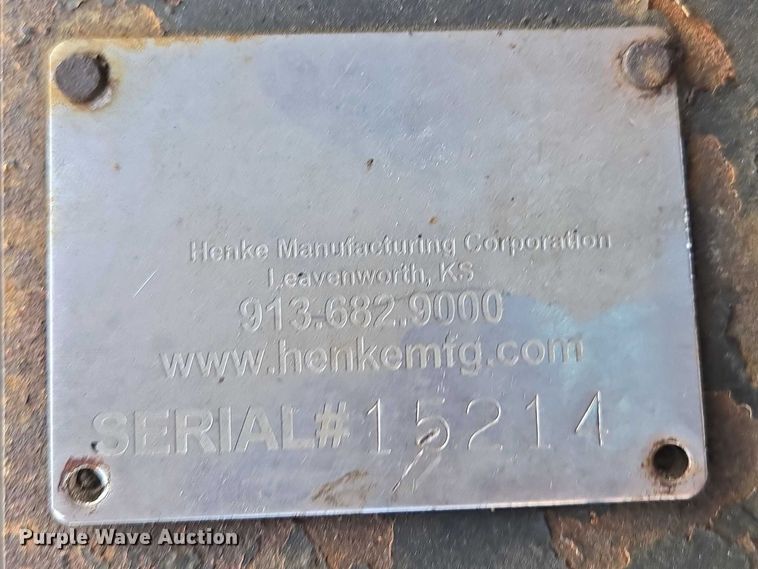 Henke Manufacturing Corporation
Leavenworth, KS
913.682.9000
www.henkemfg.com
SERIAL# 15214
Purple Wave Auction